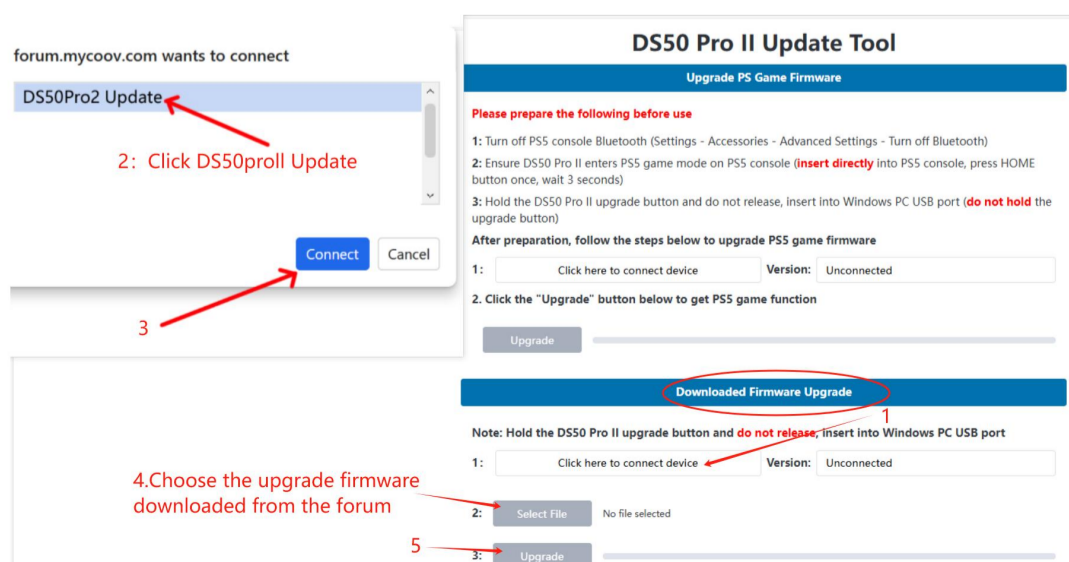 forum.mycoov.com wants to connect
DS50Pro2 Update
2: Click DS50proll Update
Connect
Cancel
3
DS50 Pro II Update Tool
Upgrade PS Game Firmware
Please prepare the following before use
1: Turn off PS5 console Bluetooth (Settings - Accessories - Advanced Settings - Turn off Bluetooth)
2: Ensure DS50 Pro II enters PS5 game mode on PS5 console (insert directly into PS5 console, press HOME
button once, wait 3 seconds)
3: Hold the DS50 Pro II upgrade button and do not release, insert into Windows PC USB port (do not hold the
upgrade button)
After preparation, follow the steps below to upgrade PS5 game firmware
1: Click here to connect device Version: Unconnected
2. Click the "Upgrade" button below to get PS5 game function
Upgrade
Downloaded Firmware Upgrade
1
Note: Hold the DS50 Pro II upgrade button and do not release, insert into Windows PC USB port
1: Click here to connect device Version: Unconnected
4.Choose the upgrade firmware
downloaded from the forum
2: Select File No file selected
5
3: Upgrade